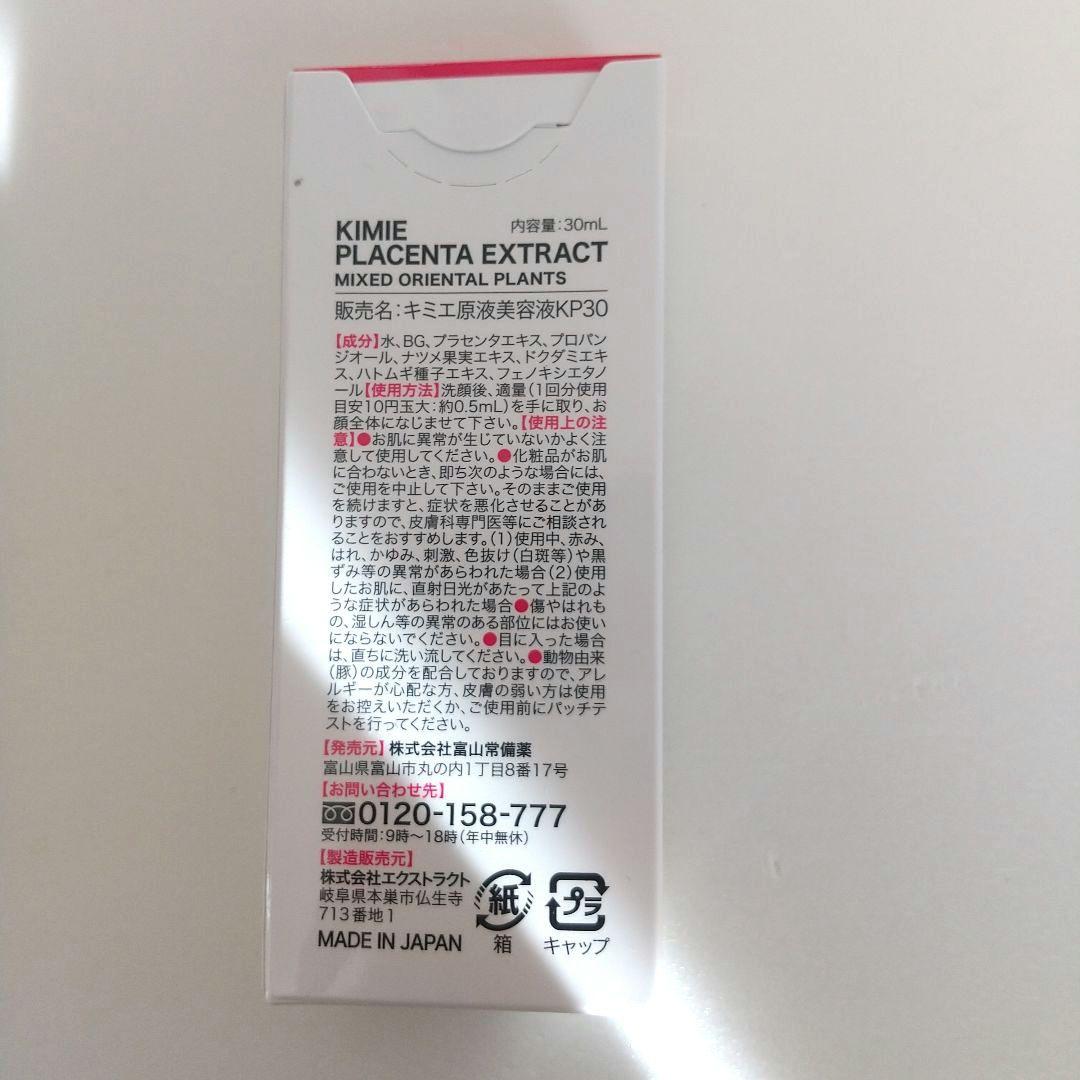 KIMIE 内容量：30mL
PLACENTA EXTRACT
MIXED ORIENTAL PLANTS
販売名：キミエ原液美容液KP30
【成分】水、BG、プラセンタエキス、プロパン
ジオール、ナツメ果実エキス、ドクダミエキ
ス、ハトムギ種子エキス、フェノキシエタノ
ール【使用方法】洗顔後、適量（1回分使用
目安10円玉大：約0.5mL）を手に取り、お
顔全体になじませて下さい。【使用上の注
意】●お肌に異常が生じていないかよく注
意して使用してください。●化粧品がお肌
に合わないとき、即ち次のような場合には、
ご使用を中止して下さい。そのままご使用
を続けますと、症状を悪化させることがあ
りますので、皮膚科専門医等にご相談され
ることをおすすめします。（1）使用中、赤み、
はれ、かゆみ、刺激、色抜け（白斑等）や黒
ずみ等の異常があらわれた場合（2）使用
したお肌に、直射日光があたって上記のよ
うな症状があらわれた場合●傷やはれも
の、湿しん等の異常のある部位にはお使い
にならないでください。●目に入った場合
は、直ちに洗い流してください。●動物由来
（豚）の成分を配合しておりますので、アレ
ルギーが心配な方、皮膚の弱い方は使用
をお控えいただくか、ご使用前にパッチテ
ストを行ってください。
【発売元】株式会社富山常備薬
富山県富山市丸の内1丁目8番17号
【お問い合わせ先】
0120-158-777
受付時間：9時～18時（年中無休）
【製造販売元】
株式会社エクストラクト
岐阜県本巣市仏生寺
713番地1
MADE IN JAPAN
紙
箱
プラ
キャップ